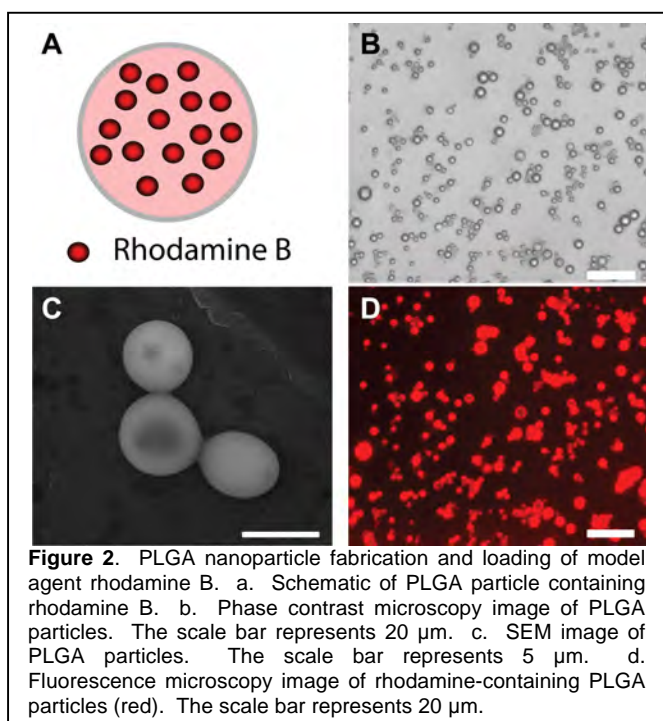 A
B
Rhodamine B
C
D
Figure 2. PLGA nanoparticle fabrication and loading of model
agent rhodamine B. a. Schematic of PLGA particle containing
rhodamine B. b. Phase contrast microscopy image of PLGA
particles. The scale bar represents 20 µm. c. SEM image of
PLGA particles. The scale bar represents 5 µm. d.
Fluorescence microscopy image of rhodamine-containing PLGA
particles (red). The scale bar represents 20 µm.